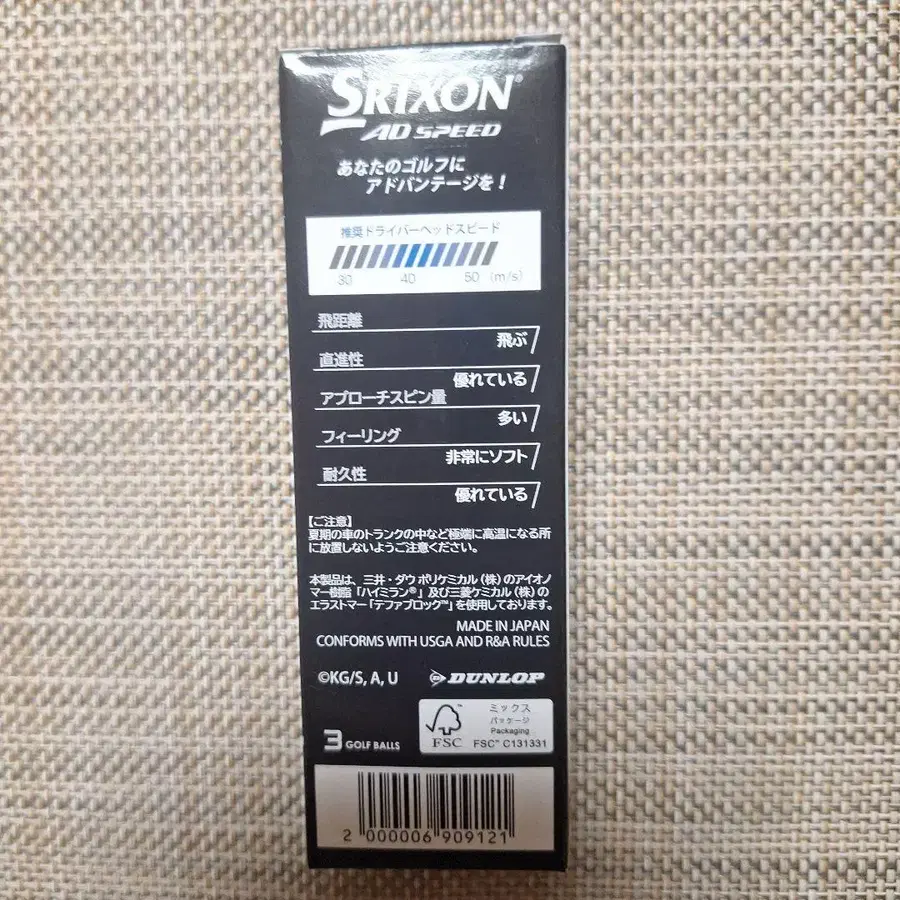 SRIXON®
AD SPEED
あなたのゴルフに
アドバンテージを!
推奨ドライバーヘッドスピード
30 40 50 (m/s)
飛距離
飛ぶ
直進性
優れている
アプローチスピン量
多い
フィーリング
非常にソフト
耐久性
優れている
【ご注意】
夏期の車のトランクの中など極端に高温になる所
に放置しないようご注意ください。
本製品は、三井・ダウ ポリケミカル(株)のアイオノ
マー樹脂「ハイミラン®」及び三菱ケミカル(株)の
エラストマー「テファブロック™」を使用しております。
MADE IN JAPAN
CONFORMS WITH USGA AND R&A RULES
©KG/S, A, U DUNLOP
ミックス
パッケージ
Packaging
FSC FSC™ C131331
3 GOLF BALLS
2 000006 909121